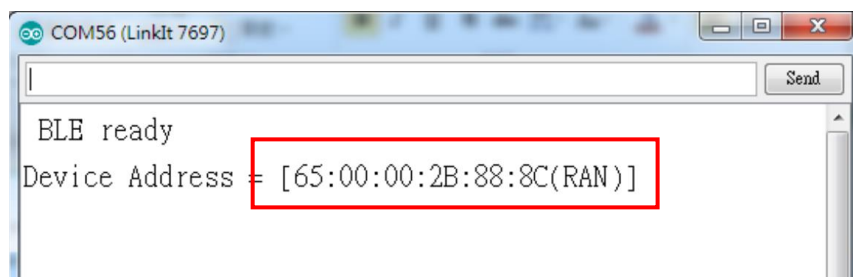 COM56 (LinkIt 7697)
Send
BLE ready
Device Address = [65:00:00:2B:88:8C(RAN)]